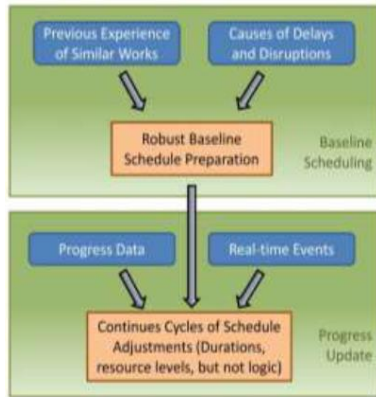 Previous Experience
of Similar Works
Causes of Delays
and Disruptions
Robust Baseline
Schedule Preparation
Baseline
Scheduling
Progress Data
Real-time Events
Continues Cycles of Schedule
Adjustments (Durations,
resource levels, but not logic)
Progress
Update